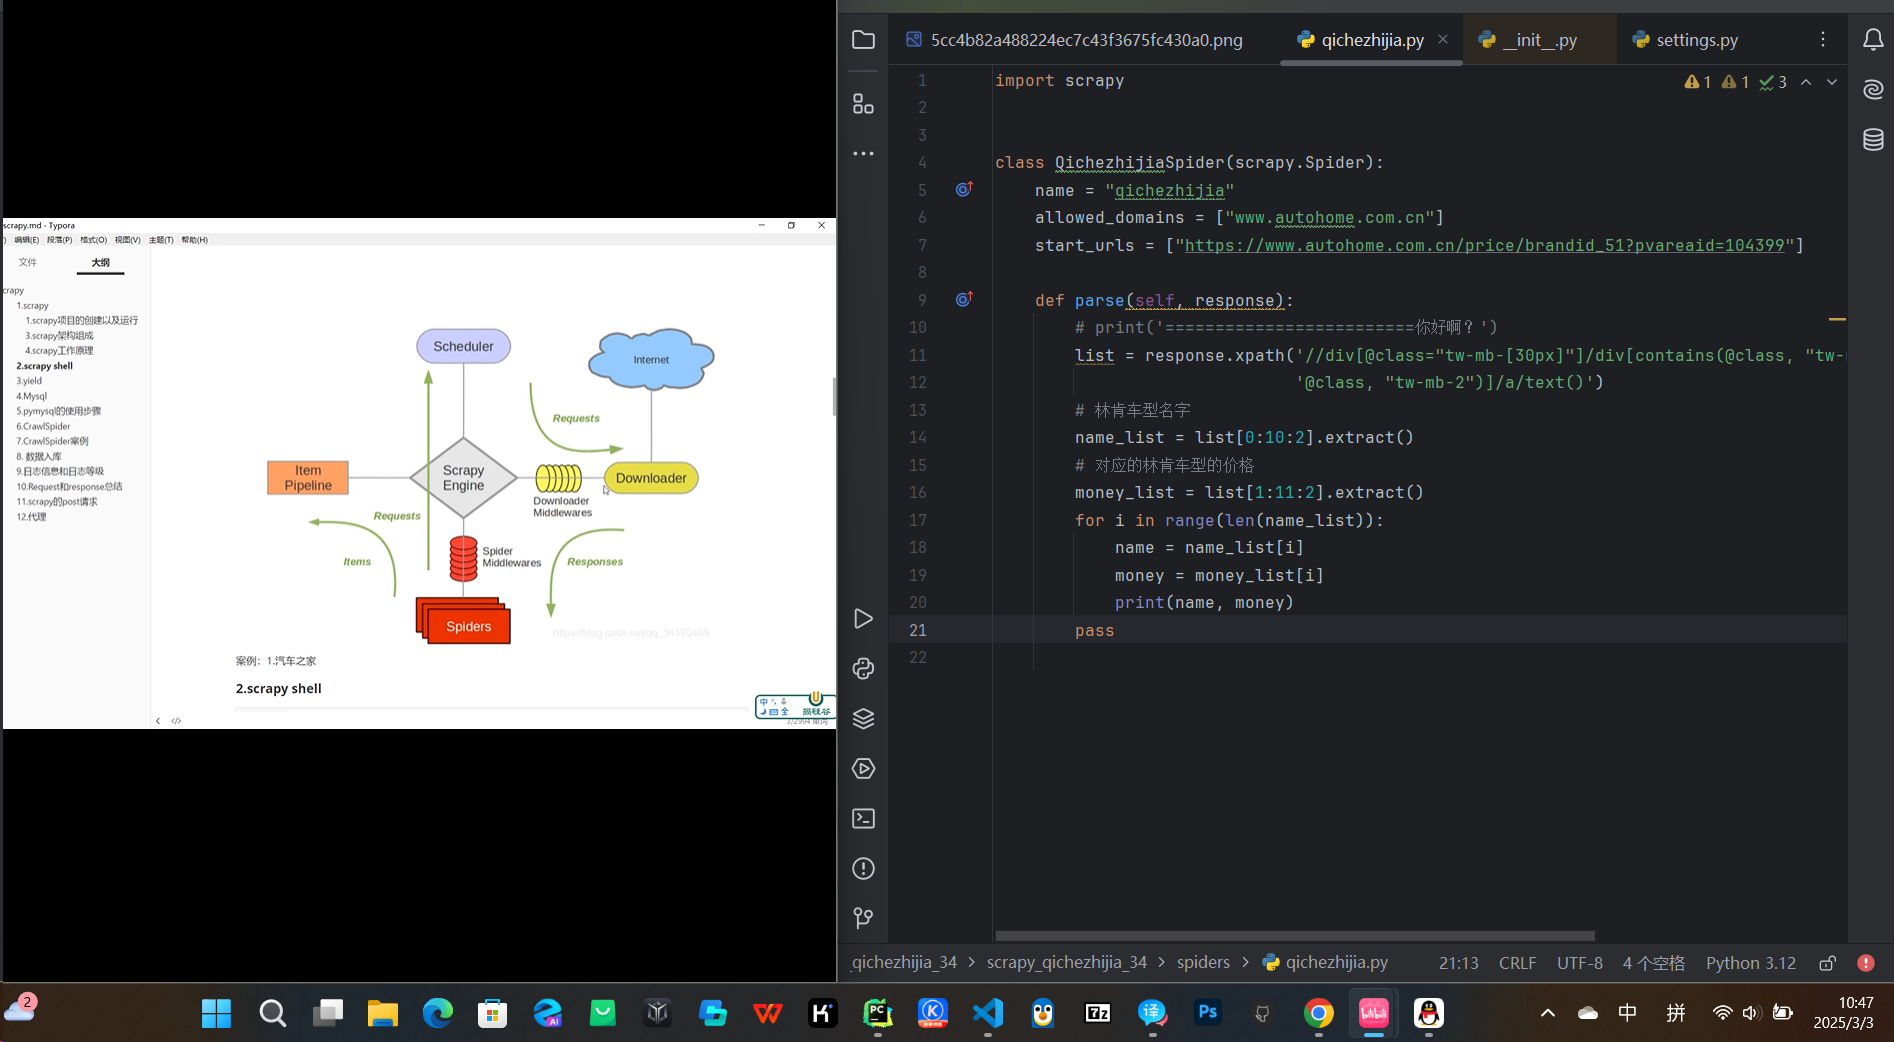 scrapy.md - Typora
编辑(E) 段落(P) 格式(O) 视图(V) 主题(T) 帮助(H)
文件 大纲
crapy
1.scrapy
1.scrapy项目的创建以及运行
3.scrapy架构组成
4.scrapy工作原理
2.scrapy shell
3.yield
4.Mysql
5.pymysql的使用步骤
6.CrawlSpider
7.CrawlSpider案例
8. 数据入库
9.日志信息和日志等级
10.Request和response总结
11.scrapy的post请求
12.代理
Scheduler
Internet
Requests
Item Pipeline
Scrapy Engine
Downloader
Downloader Middlewares
Requests
Items
Spider Middlewares
Responses
Spiders
https://blog.csdn.net/qq_34120459
案例：1.汽车之家
2.scrapy shell
5cc4b82a488224ec7c43f3675fc430a0.png qichezhijia.py __init__.py settings.py
1 1 3
1 import scrapy
2
3
4 class QichezhijiaSpider(scrapy.Spider):
5 name = "qichezhijia"
6 allowed_domains = ["www.autohome.com.cn"]
7 start_urls = ["https://www.autohome.com.cn/price/brandid_51?pvareaid=104399"]
8
9 def parse(self, response):
10 # print('=========================你好啊？')
11 list = response.xpath('//div[@class="tw-mb-[30px]"]/div[contains(@class, "tw-
12 '@class, "tw-mb-2")]/a/text()')
13 # 林肯车型名字
14 name_list = list[0:10:2].extract()
15 # 对应的林肯车型的价格
16 money_list = list[1:11:2].extract()
17 for i in range(len(name_list)):
18 name = name_list[i]
19 money = money_list[i]
20 print(name, money)
21 pass
22
_qichezhijia_34 > scrapy_qichezhijia_34 > spiders > qichezhijia.py 21:13 CRLF UTF-8 4 个空格 Python 3.12
2
中 拼
10:47
2025/3/3